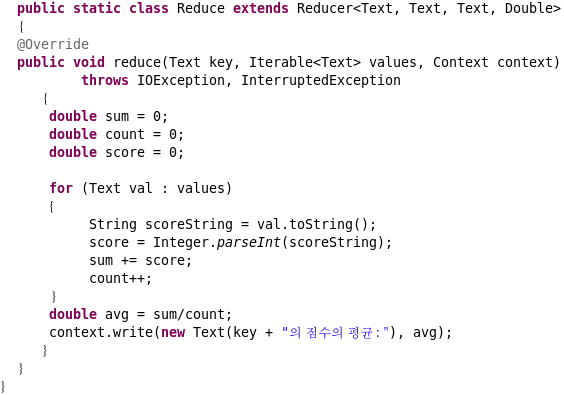 public static class Reduce extends Reducer<Text, Text, Text, Double>
{
@Override
public void reduce(Text key, Iterable<Text> values, Context context)
throws IOException, InterruptedException
{
double sum = 0;
double count = 0;
double score = 0;
for (Text val : values)
{
String scoreString = val.toString();
score = Integer.parseInt(scoreString);
sum += score;
count++;
}
double avg = sum/count;
context.write(new Text(key + "의 점수의 평균:"), avg);
}
}
}